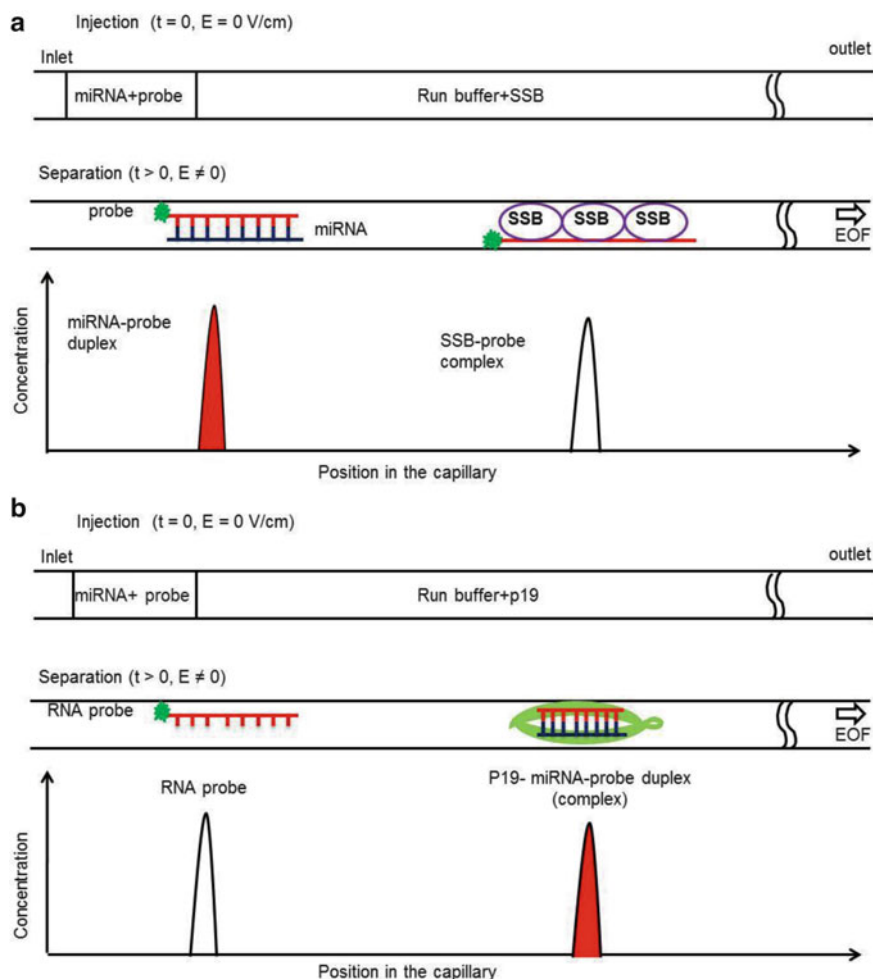 a
Injection (t = 0, E = 0 V/cm)
Inlet
outlet
miRNA+probe
Run buffer+SSB
Separation (t > 0, E ≠ 0)
probe
miRNA
SSB SSB SSB
EOF
Concentration
miRNA-probe
duplex
SSB-probe
complex
Position in the capillary
b
Injection (t = 0, E = 0 V/cm)
Inlet
outlet
miRNA+ probe
Run buffer+p19
Separation (t > 0, E ≠ 0)
RNA probe
EOF
Concentration
RNA probe
P19- miRNA-probe duplex
(complex)
Position in the capillary